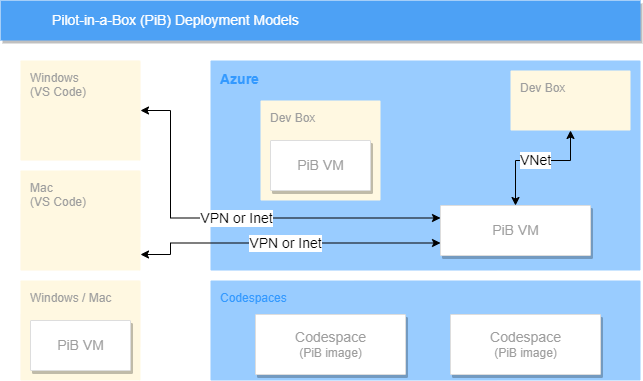 Pilot-in-a-Box (PiB) Deployment Models
Windows
(VS Code)
Azure
Dev Box
PiB VM
Dev Box
VNet
Mac
(VS Code)
VPN or Inet
PiB VM
VPN or Inet
Windows / Mac
PiB VM
Codespaces
Codespace
(PiB image)
Codespace
(PiB image)